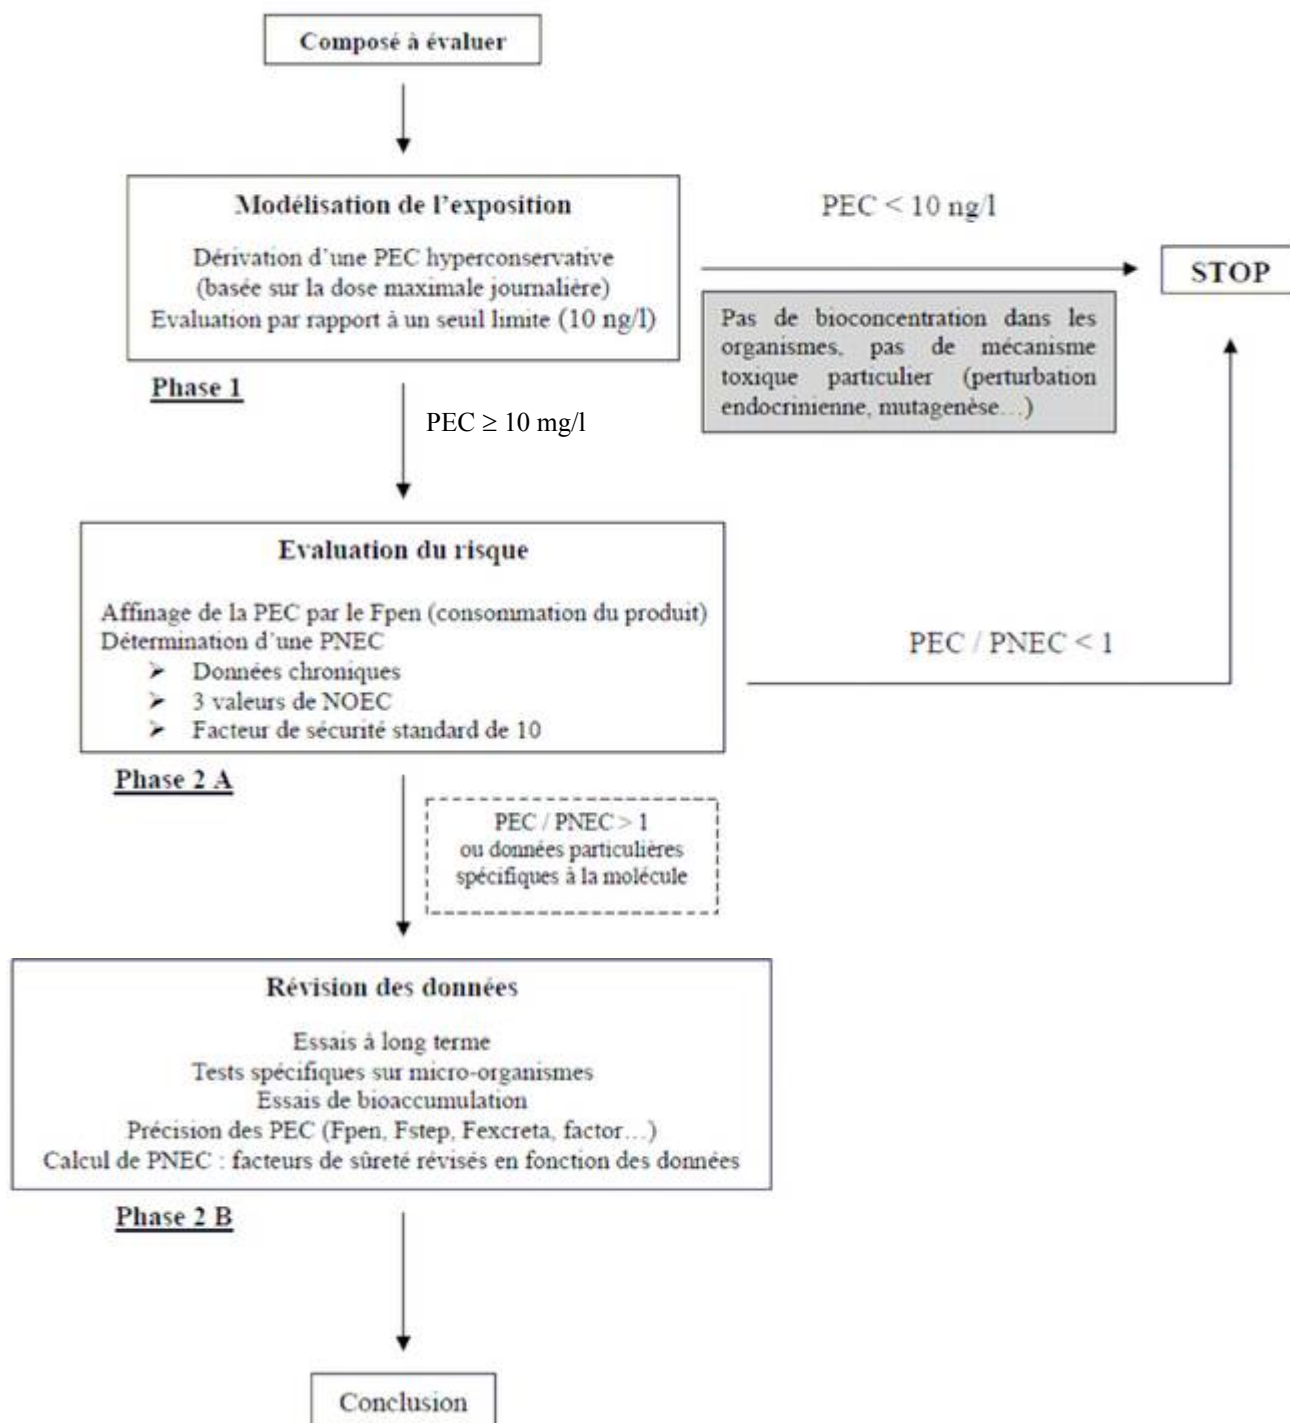 Composé à évaluer
Modélisation de l'exposition
Dérivation d'une PEC hyperconservative
(basée sur la dose maximale journalière)
Evaluation par rapport à un seuil limite (10 ng/l)
Phase 1
PEC < 10 ng/l
STOP
Pas de bioconcentration dans les
organismes, pas de mécanisme
toxique particulier (perturbation
endocrinienne, mutagenèse…)
PEC ≥ 10 mg/l
Evaluation du risque
Affinage de la PEC par le Fpen (consommation du produit)
Détermination d'une PNEC
➢ Données chroniques
➢ 3 valeurs de NOEC
➢ Facteur de sécurité standard de 10
Phase 2 A
PEC / PNEC < 1
PEC / PNEC > 1
ou données particulières
spécifiques à la molécule
Révision des données
Essais à long terme
Tests spécifiques sur micro-organismes
Essais de bioaccumulation
Précision des PEC (Fpen, Fstep, Fexcreta, factor…)
Calcul de PNEC : facteurs de sûreté révisés en fonction des données
Phase 2 B
Conclusion